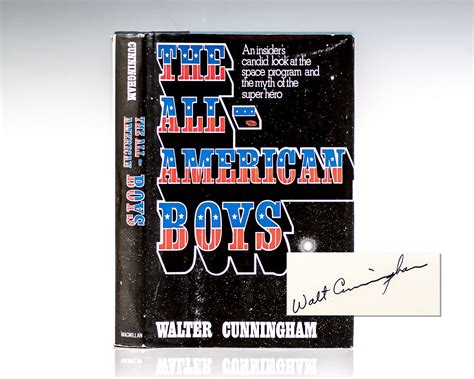 CUNNINGHAM
THE ALL-
AMERICAN
BOYS
MACMILLAN
An insider's
candid look at the
space program and
the myth of the
super hero
THE
ALL-
AMERICAN
BOYS
WALTER CUNNINGHAM
Walt Cunningham